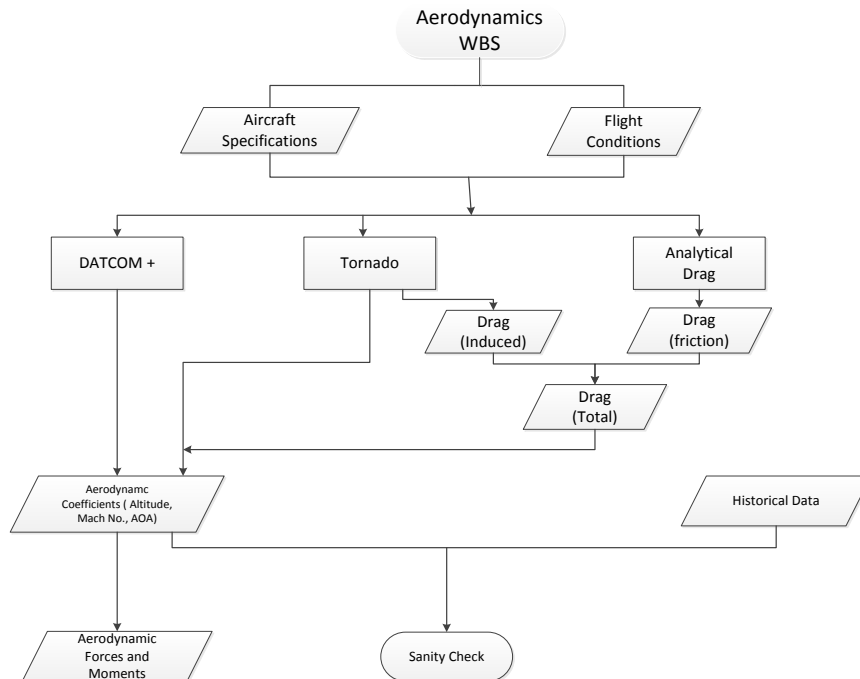 Aerodynamics
WBS
Aircraft
Specifications
Flight
Conditions
DATCOM +
Tornado
Analytical
Drag
Drag
(Induced)
Drag
(friction)
Drag
(Total)
Aerodynamc
Coefficients ( Altitude,
Mach No., AOA)
Historical Data
Aerodynamic
Forces and
Moments
Sanity Check